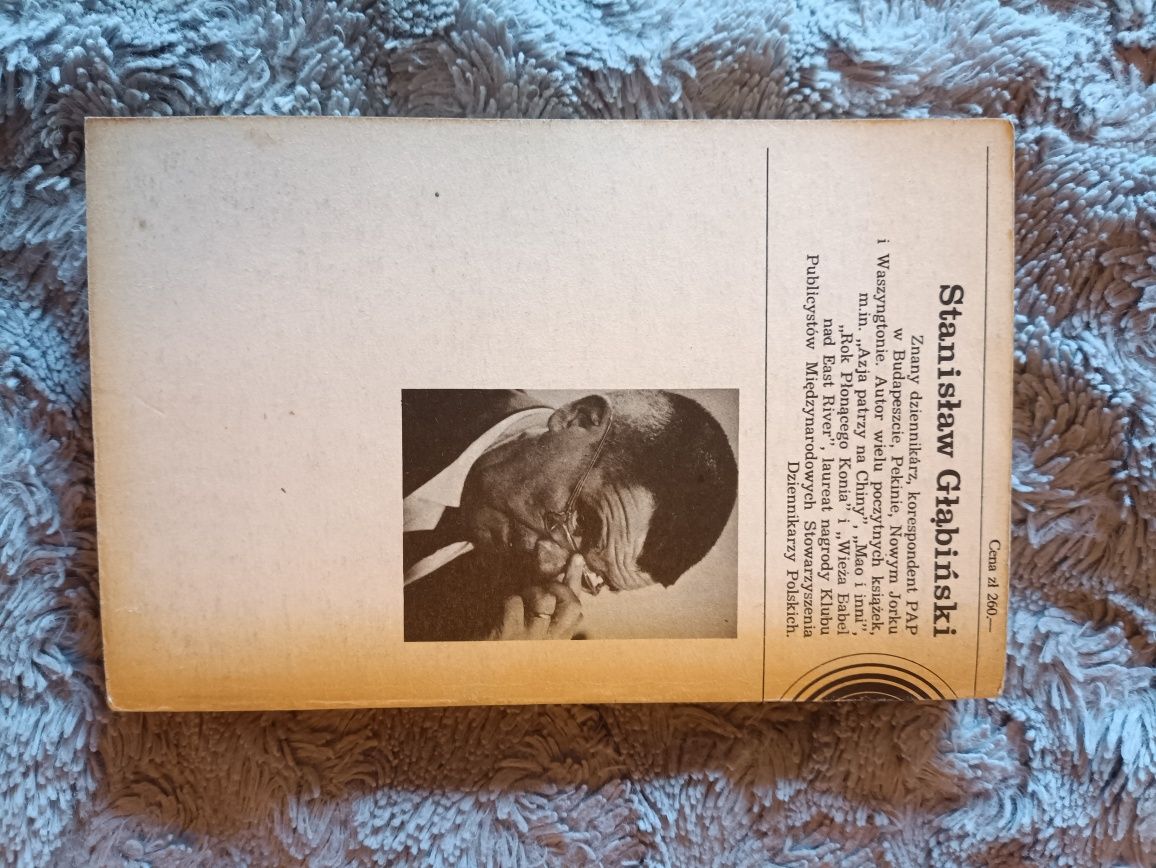 Cena zł 260,—
Stanisław Głąbiński
Znany dziennikárz, korespondent PAP
w Budapeszcie, Pekinie, Nowym Jorku
i Waszyngtonie. Autor wielu poczytnych książek,
m.in. „Azja patrzy na Chiny”, „Mao i inni”,
„Rok Płonącego Konia” i „Wieża Babel
nad East River”, laureat nagrody Klubu
Publicystów Międzynarodowych Stowarzyszenia
Dziennikarzy Polskich.